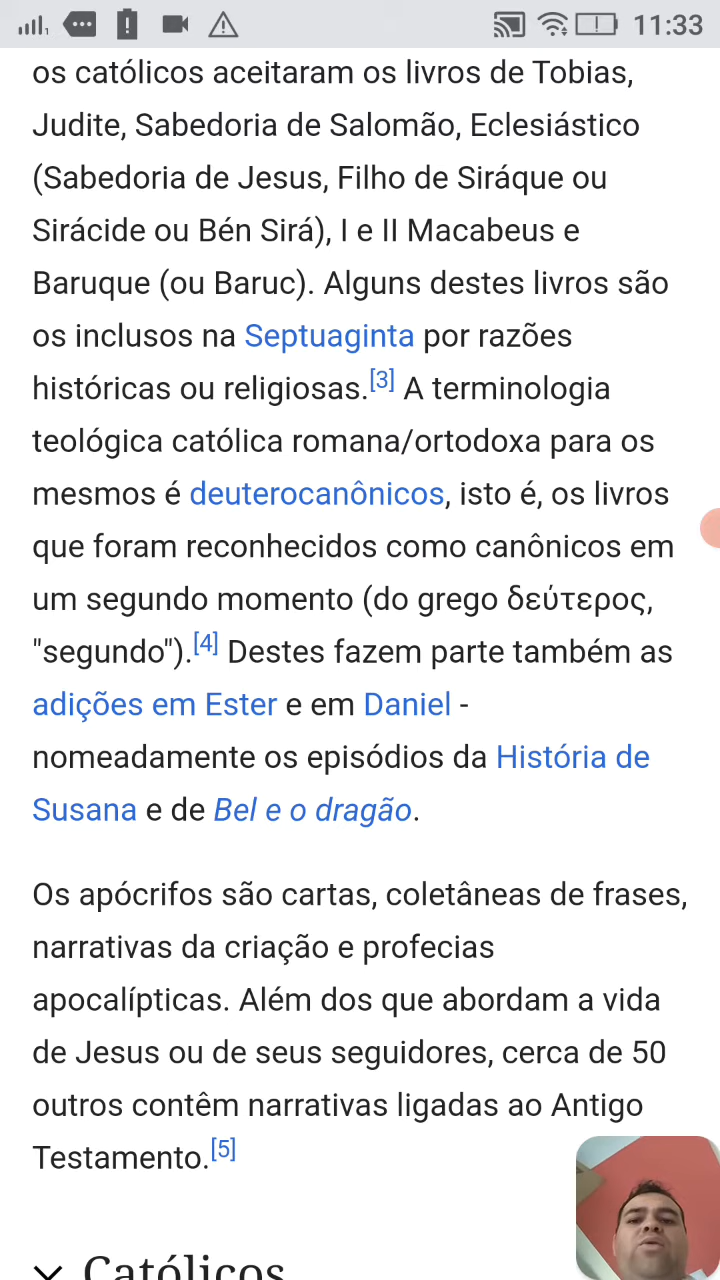 11:33
os católicos aceitaram os livros de Tobias,
Judite, Sabedoria de Salomão, Eclesiástico
(Sabedoria de Jesus, Filho de Siráque ou
Sirácide ou Bén Sirá), I e II Macabeus e
Baruque (ou Baruc). Alguns destes livros são
os inclusos na Septuaginta por razões
históricas ou religiosas.[3] A terminologia
teológica católica romana/ortodoxa para os
mesmos é deuterocanônicos, isto é, os livros
que foram reconhecidos como canônicos em
um segundo momento (do grego δεύτερος,
"segundo").[4] Destes fazem parte também as
adições em Ester e em Daniel -
nomeadamente os episódios da História de
Susana e de Bel e o dragão.
Os apócrifos são cartas, coletâneas de frases,
narrativas da criação e profecias
apocalípticas. Além dos que abordam a vida
de Jesus ou de seus seguidores, cerca de 50
outros contêm narrativas ligadas ao Antigo
Testamento.[5]
Católicos